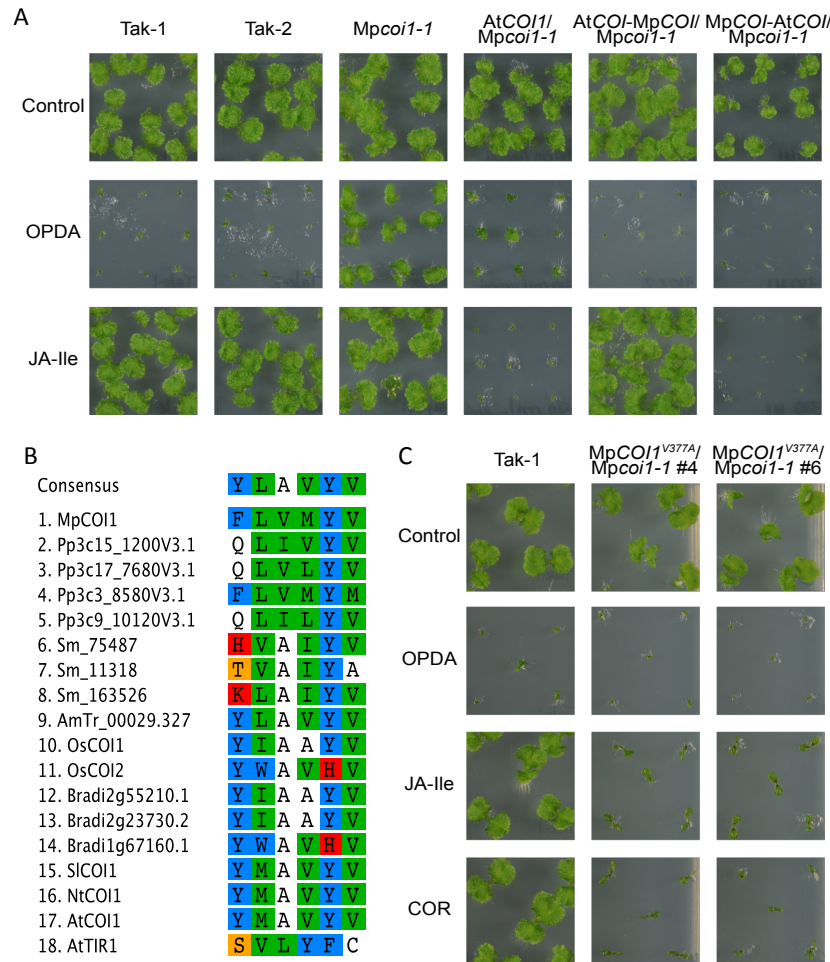 A
Tak-1 Tak-2 Mpcoi1-1 AtCOI1/ AtCOI-MpCOI/ MpCOI-AtCOI/
Mpcoi1-1 Mpcoi1-1 Mpcoi1-1
Control
OPDA
JA-Ile
B
Consensus Y L A V Y V
1. MpCOI1 F L V M Y V
2. Pp3c15_1200V3.1 Q L I V Y V
3. Pp3c17_7680V3.1 Q L V L Y V
4. Pp3c3_8580V3.1 F L V M Y M
5. Pp3c9_10120V3.1 Q L I L Y V
6. Sm_75487 H V A I Y V
7. Sm_11318 T V A I Y A
8. Sm_163526 K L A I Y V
9. AmTr_00029.327 Y L A V Y V
10. OsCOI1 Y I A A Y V
11. OsCOI2 Y W A V H V
12. Bradi2g55210.1 Y I A A Y V
13. Bradi2g23730.2 Y I A A Y V
14. Bradi1g67160.1 Y W A V H V
15. SlCOI1 Y M A V Y V
16. NtCOI1 Y M A V Y V
17. AtCOI1 Y M A V Y V
18. AtTIR1 S V L Y F C
C
Tak-1 MpCOI1V377A/ MpCOI1V377A/
Mpcoi1-1 #4 Mpcoi1-1 #6
Control
OPDA
JA-Ile
COR